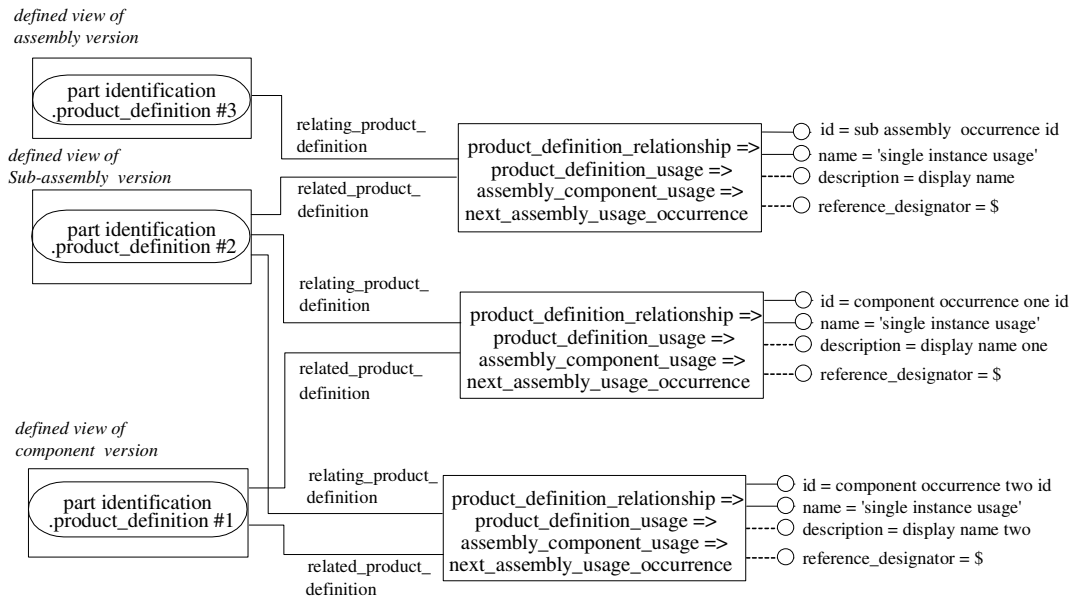 defined view of
assembly version
part identification
.product_definition #3
relating_product_
definition
product_definition_relationship =>
product_definition_usage =>
assembly_component_usage =>
next_assembly_usage_occurrence
id = sub assembly occurrence id
name = 'single instance usage'
description = display name
reference_designator = $
defined view of
Sub-assembly version
part identification
.product_definition #2
related_product_
definition
relating_product_
definition
product_definition_relationship =>
product_definition_usage =>
assembly_component_usage =>
next_assembly_usage_occurrence
id = component occurrence one id
name = 'single instance usage'
description = display name one
reference_designator = $
related_product_
definition
defined view of
component version
part identification
.product_definition #1
relating_product_
definition
product_definition_relationship =>
product_definition_usage =>
assembly_component_usage =>
next_assembly_usage_occurrence
id = component occurrence two id
name = 'single instance usage'
description = display name two
reference_designator = $
related_product_
definition